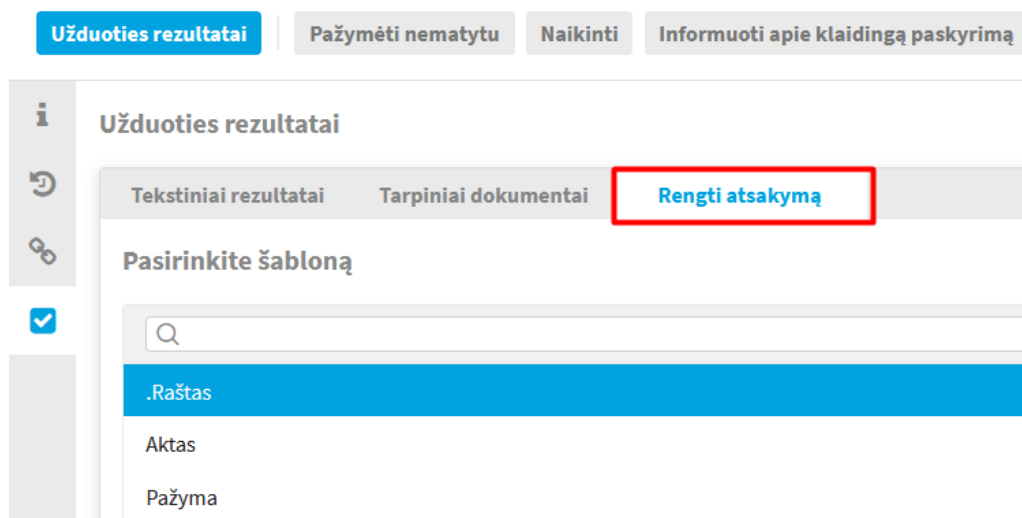 Užduoties rezultatai Pažymėti nematytu Naikinti Informuoti apie klaidingą paskyrimą
Užduoties rezultatai
Tekstiniai rezultatai Tarpiniai dokumentai Rengti atsakymą
Pasirinkite šabloną
.Raštas
Aktas
Pažyma